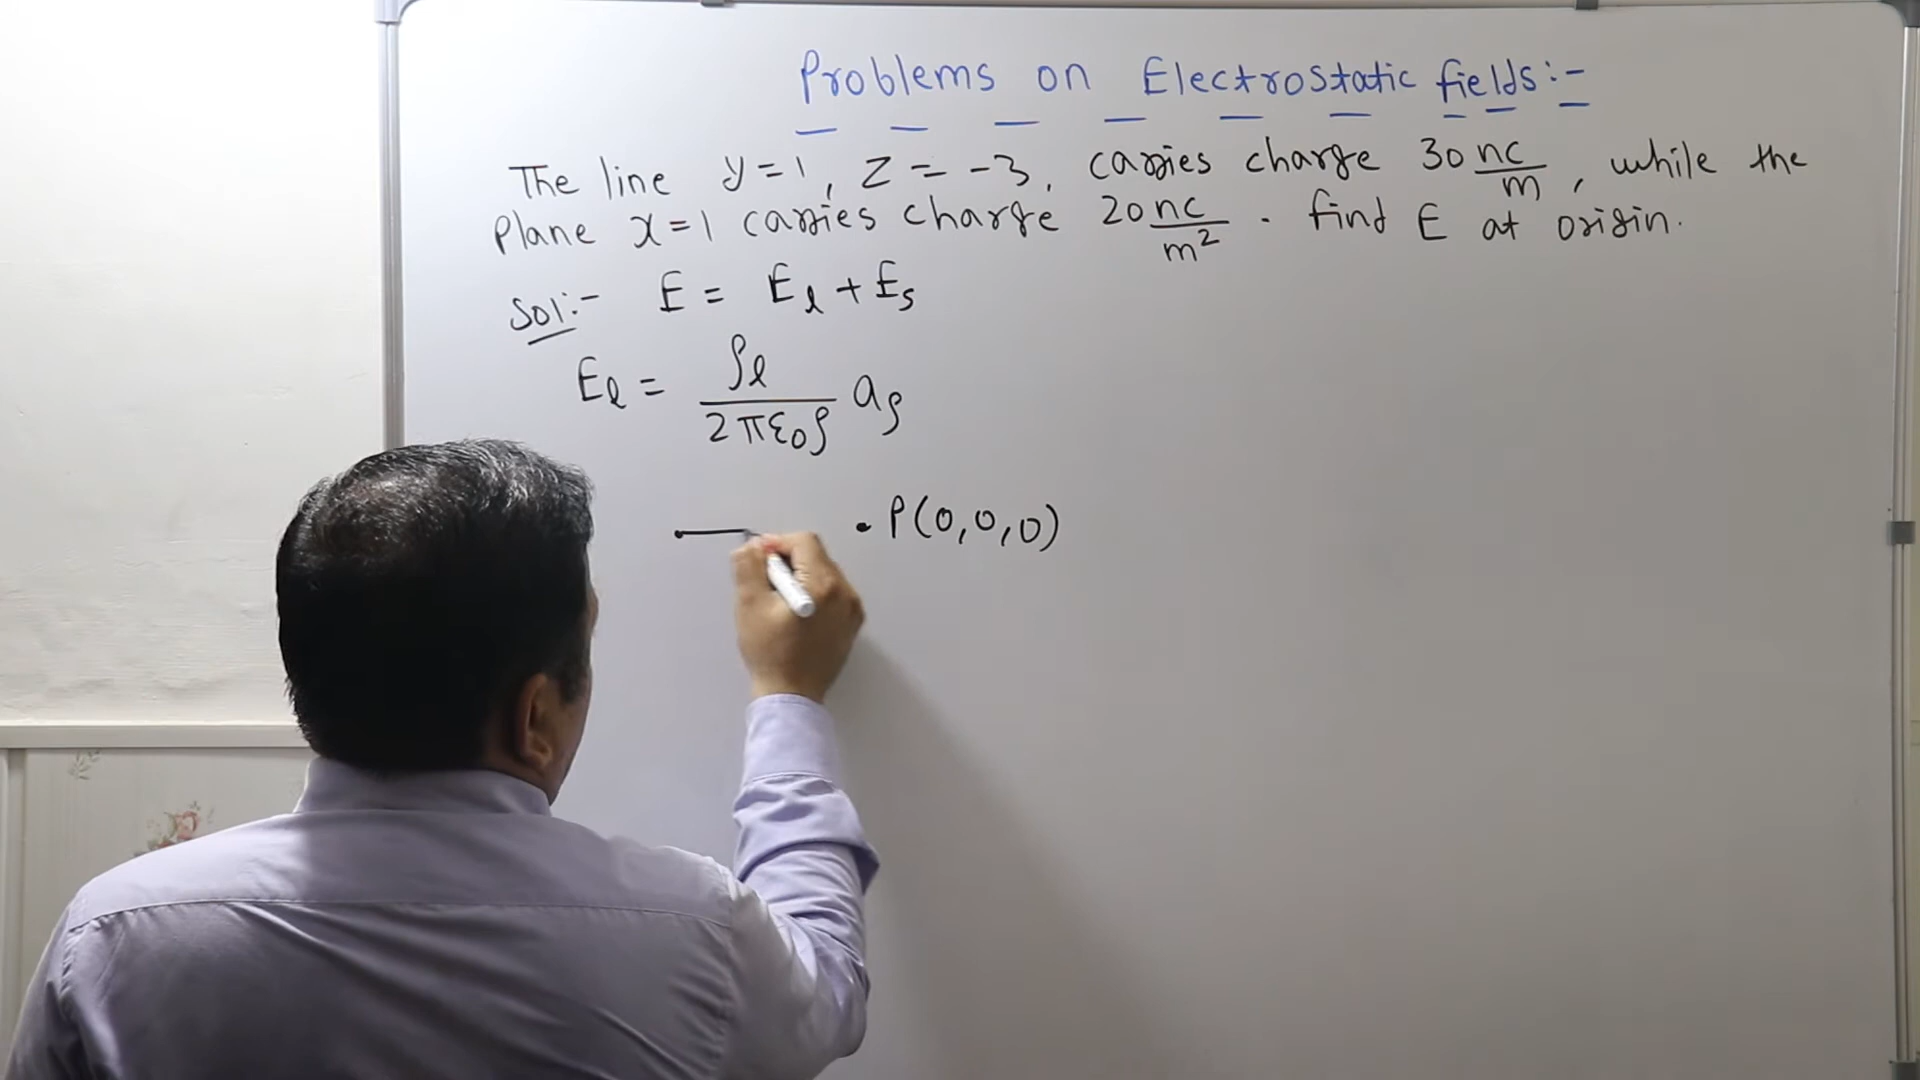 Problems on Electrostatic fields:-
The line y=1, z=-3, carries charge 30 nc/m, while the
plane x=1 carries charge 20 nc/m². find E at origin.
Sol:- E = E_l + E_s
E_l = ρ_l / 2πε₀ρ a_ρ
P(0,0,0)